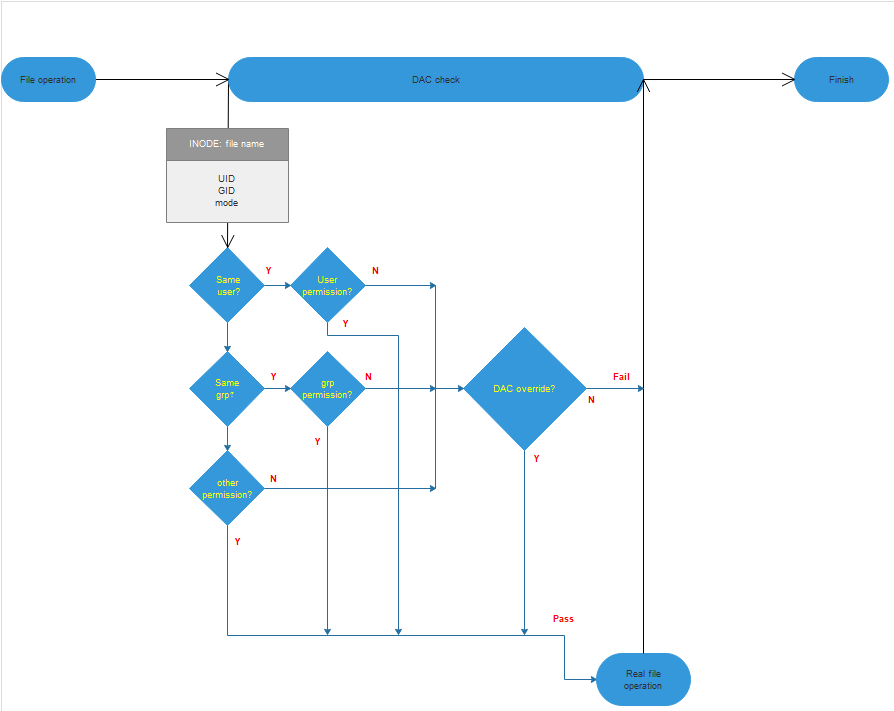 File operation
DAC check
Finish
INODE: file name
UID
GID
mode
Same
user?
Y
User
permission?
N
Y
Same
grp?
Y
grp
permission?
N
Y
DAC override?
Fail
N
Y
other
permission?
N
Y
Pass
Real file
operation